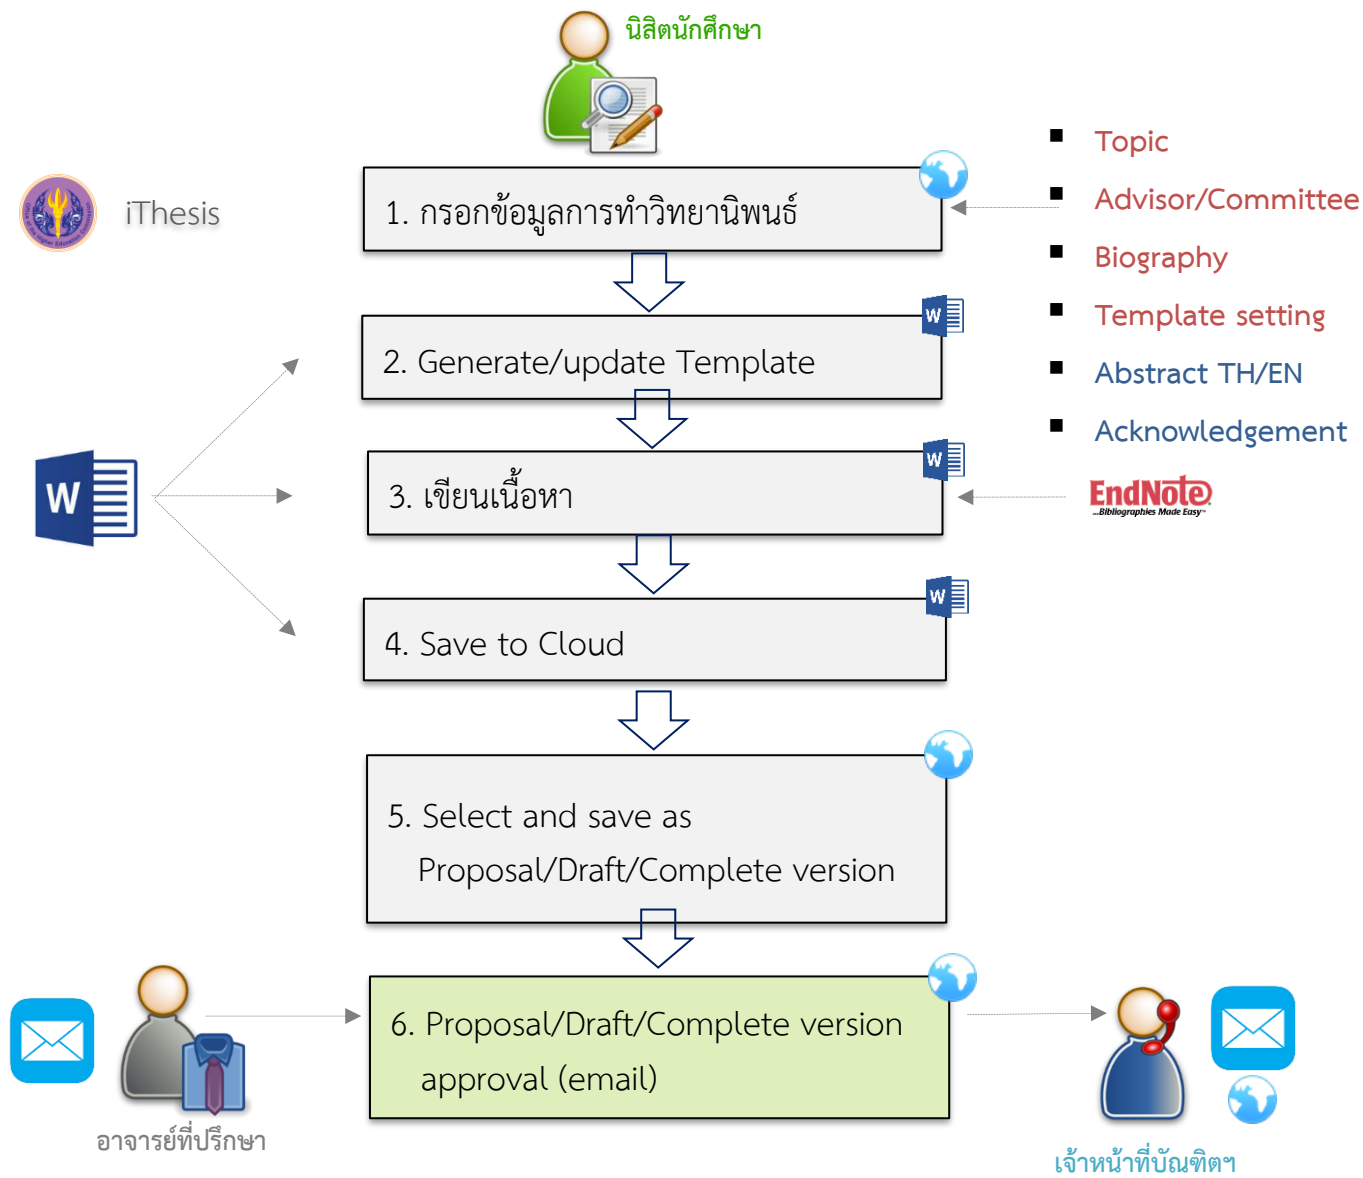 นิสิตนักศึกษา
iThesis
1. กรอกข้อมูลการทำวิทยานิพนธ์
2. Generate/update Template
3. เขียนเนื้อหา
4. Save to Cloud
5. Select and save as
Proposal/Draft/Complete version
6. Proposal/Draft/Complete version
approval (email)
Topic
Advisor/Committee
Biography
Template setting
Abstract TH/EN
Acknowledgement
EndNote
...Bibliographies Made Easy™
W
W
W
W
อาจารย์ที่ปรึกษา
เจ้าหน้าที่บัณฑิตฯ